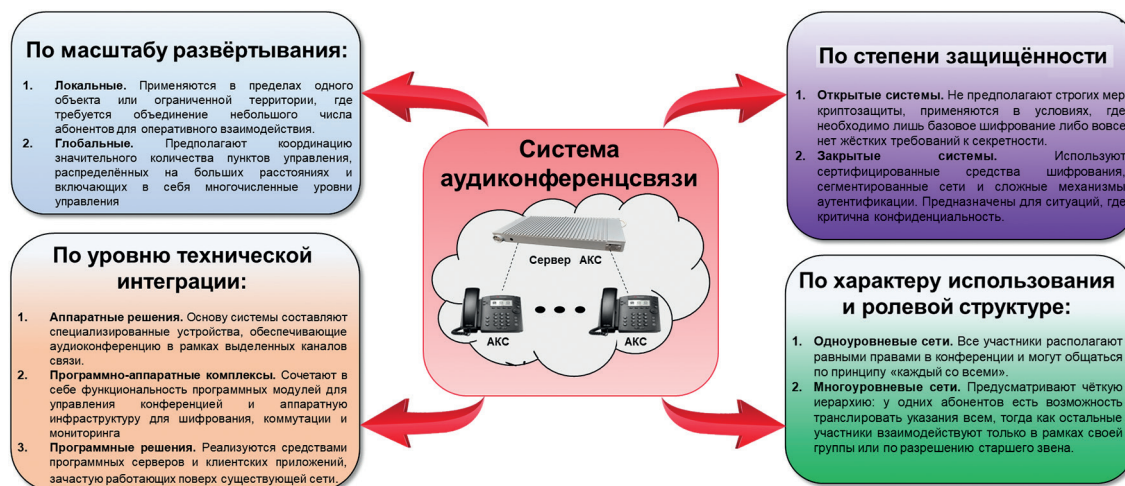 По масштабу развёртывания:
1. Локальные. Применяются в пределах одного
объекта или ограниченной территории, где
требуется объединение небольшого числа
абонентов для оперативного взаимодействия.
2. Глобальные. Предполагают координацию
значительного количества пунктов управления,
распределённых на больших расстояниях и
включающих в себя многочисленные уровни
управления
По уровню технической
интеграции:
1. Аппаратные решения. Основу системы составляют
специализированные устройства, обеспечивающие
аудиоконференцию в рамках выделенных каналов
связи.
2. Программно-аппаратные комплексы. Сочетают в
себе функциональность программных модулей для
управления конференцией и аппаратную
инфраструктуру для шифрования, коммутации и
мониторинга
3. Программные решения. Реализуются средствами
программных серверов и клиентских приложений,
зачастую работающих поверх существующей сети.
Система
аудиконференцсвязи
Сервер АКС
АКС
АКС
По степени защищённости
1. Открытые системы. Не предполагают строгих мер
криптозащиты, применяются в условиях, где
необходимо лишь базовое шифрование либо вовсе
нет жёстких требований к секретности.
2. Закрытые системы. Используют
сертифицированные средства шифрования,
сегментированные сети и сложные механизмы
аутентификации. Предназначены для ситуаций, где
критична конфиденциальность.
По характеру использования
и ролевой структуре:
1. Одноуровневые сети. Все участники располагают
равными правами в конференции и могут общаться
по принципу «каждый со всеми».
2. Многоуровневые сети. Предусматривают чёткую
иерархию: у одних абонентов есть возможность
транслировать указания всем, тогда как остальные
участники взаимодействуют только в рамках своей
группы или по разрешению старшего звена.